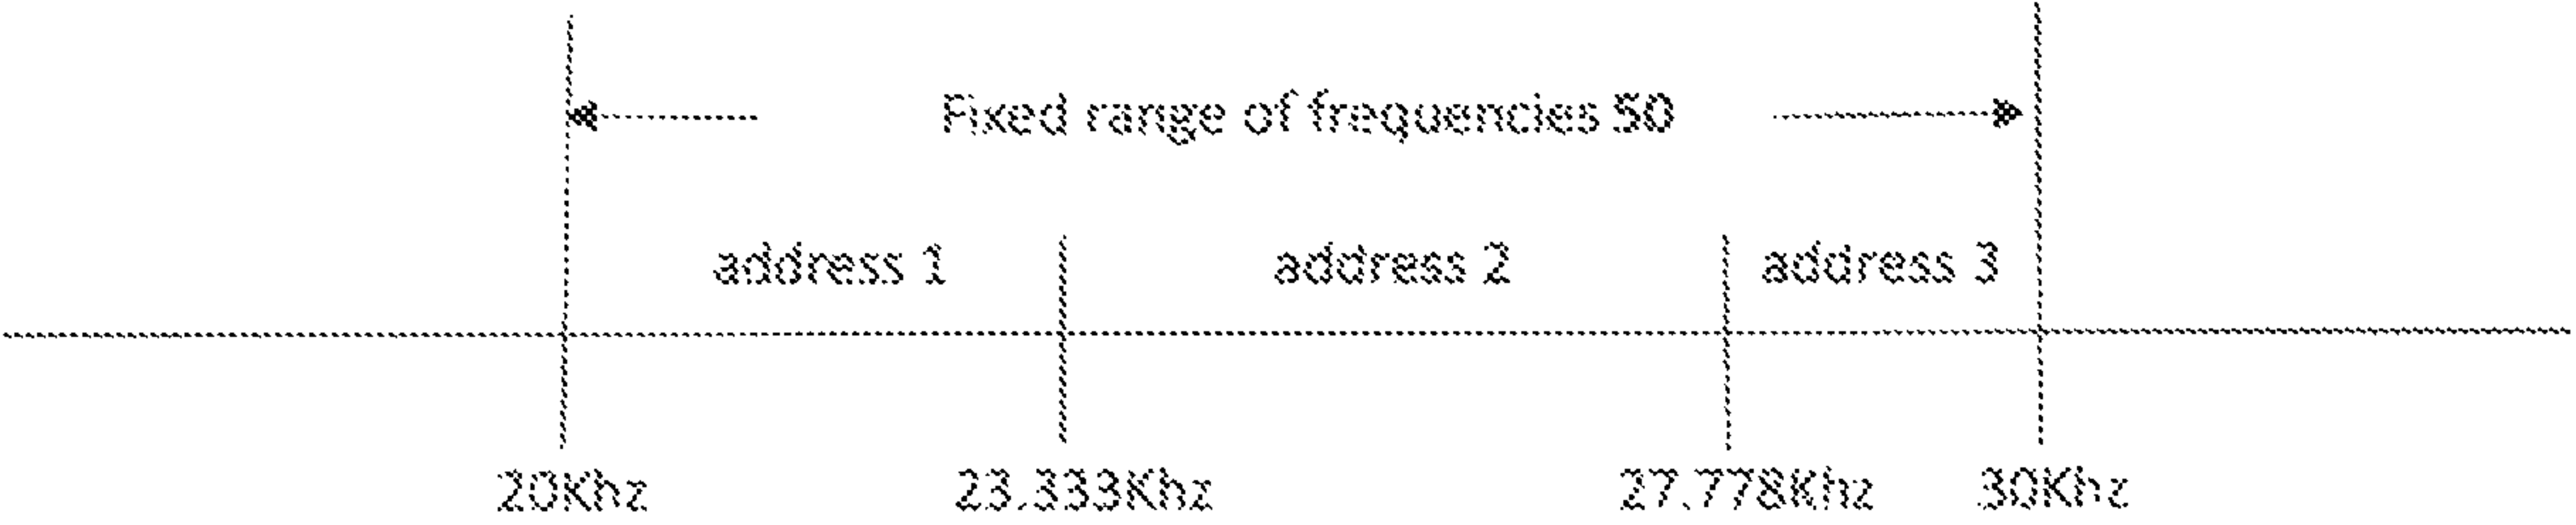 Fixed range of frequencies 50
address 1 address 2 address 3
20Khz 23.333Khz 27.778Khz 30Khz